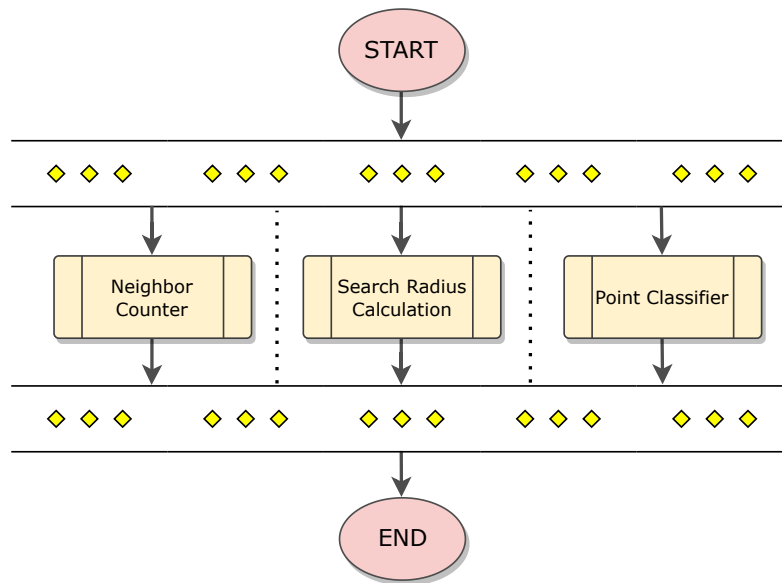 START
Neighbor
Counter
Search Radius
Calculation
Point Classifier
END